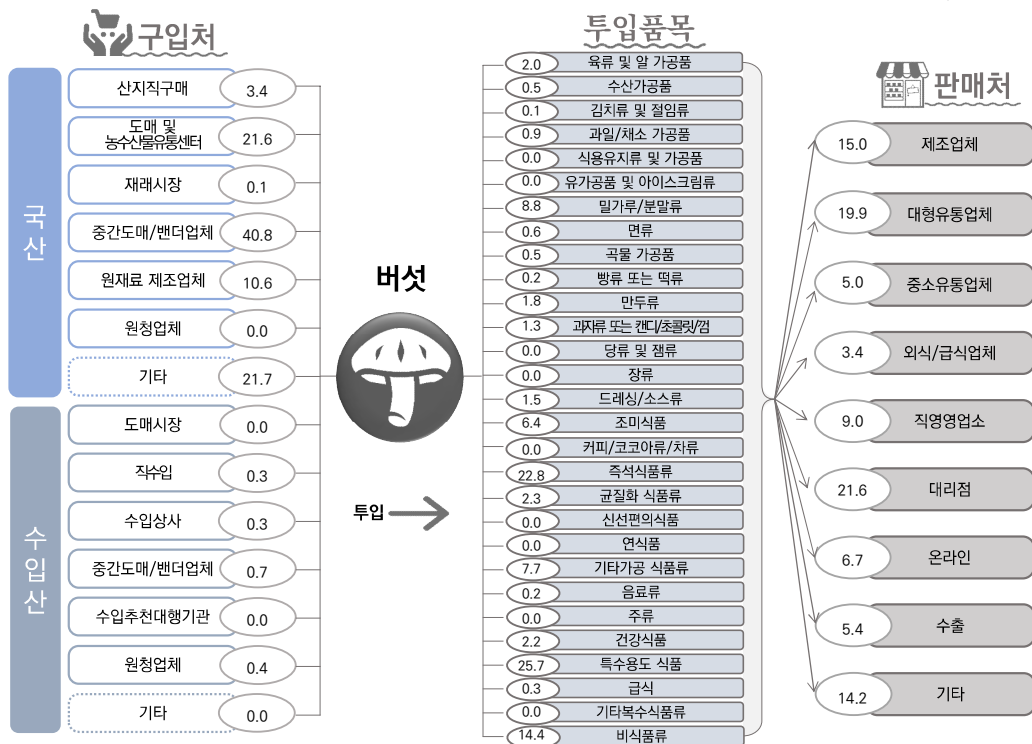 구입처
국산
산지직구매 3.4
도매 및
농수산물유통센터 21.6
재래시장 0.1
중간도매/밴더업체 40.8
원재료 제조업체 10.6
원청업체 0.0
기타 21.7
수입산
도매시장 0.0
직수입 0.3
수입상사 0.3
중간도매/밴더업체 0.7
수입추천대행기관 0.0
원청업체 0.4
기타 0.0
버섯
투입
투입품목
2.0 육류 및 알 가공품
0.5 수산가공품
0.1 김치류 및 절임류
0.9 과일/채소 가공품
0.0 식용유지류 및 가공품
0.0 유가공품 및 아이스크림류
8.8 밀가루/분말류
0.6 면류
0.5 곡물 가공품
0.2 빵류 또는 떡류
1.8 만두류
1.3 과자류 또는 캔디/초콜릿/껌
0.0 당류 및 잼류
0.0 장류
1.5 드레싱/소스류
6.4 조미식품
0.0 커피/코코아류/차류
22.8 즉석식품류
2.3 균질화 식품류
0.0 신선편의식품
0.0 연식품
7.7 기타가공 식품류
0.2 음료류
0.0 주류
2.2 건강식품
25.7 특수용도 식품
0.3 급식
0.0 기타복수식품류
14.4 비식품류
판매처
15.0 제조업체
19.9 대형유통업체
5.0 중소유통업체
3.4 외식/급식업체
9.0 직영영업소
21.6 대리점
6.7 온라인
5.4 수출
14.2 기타